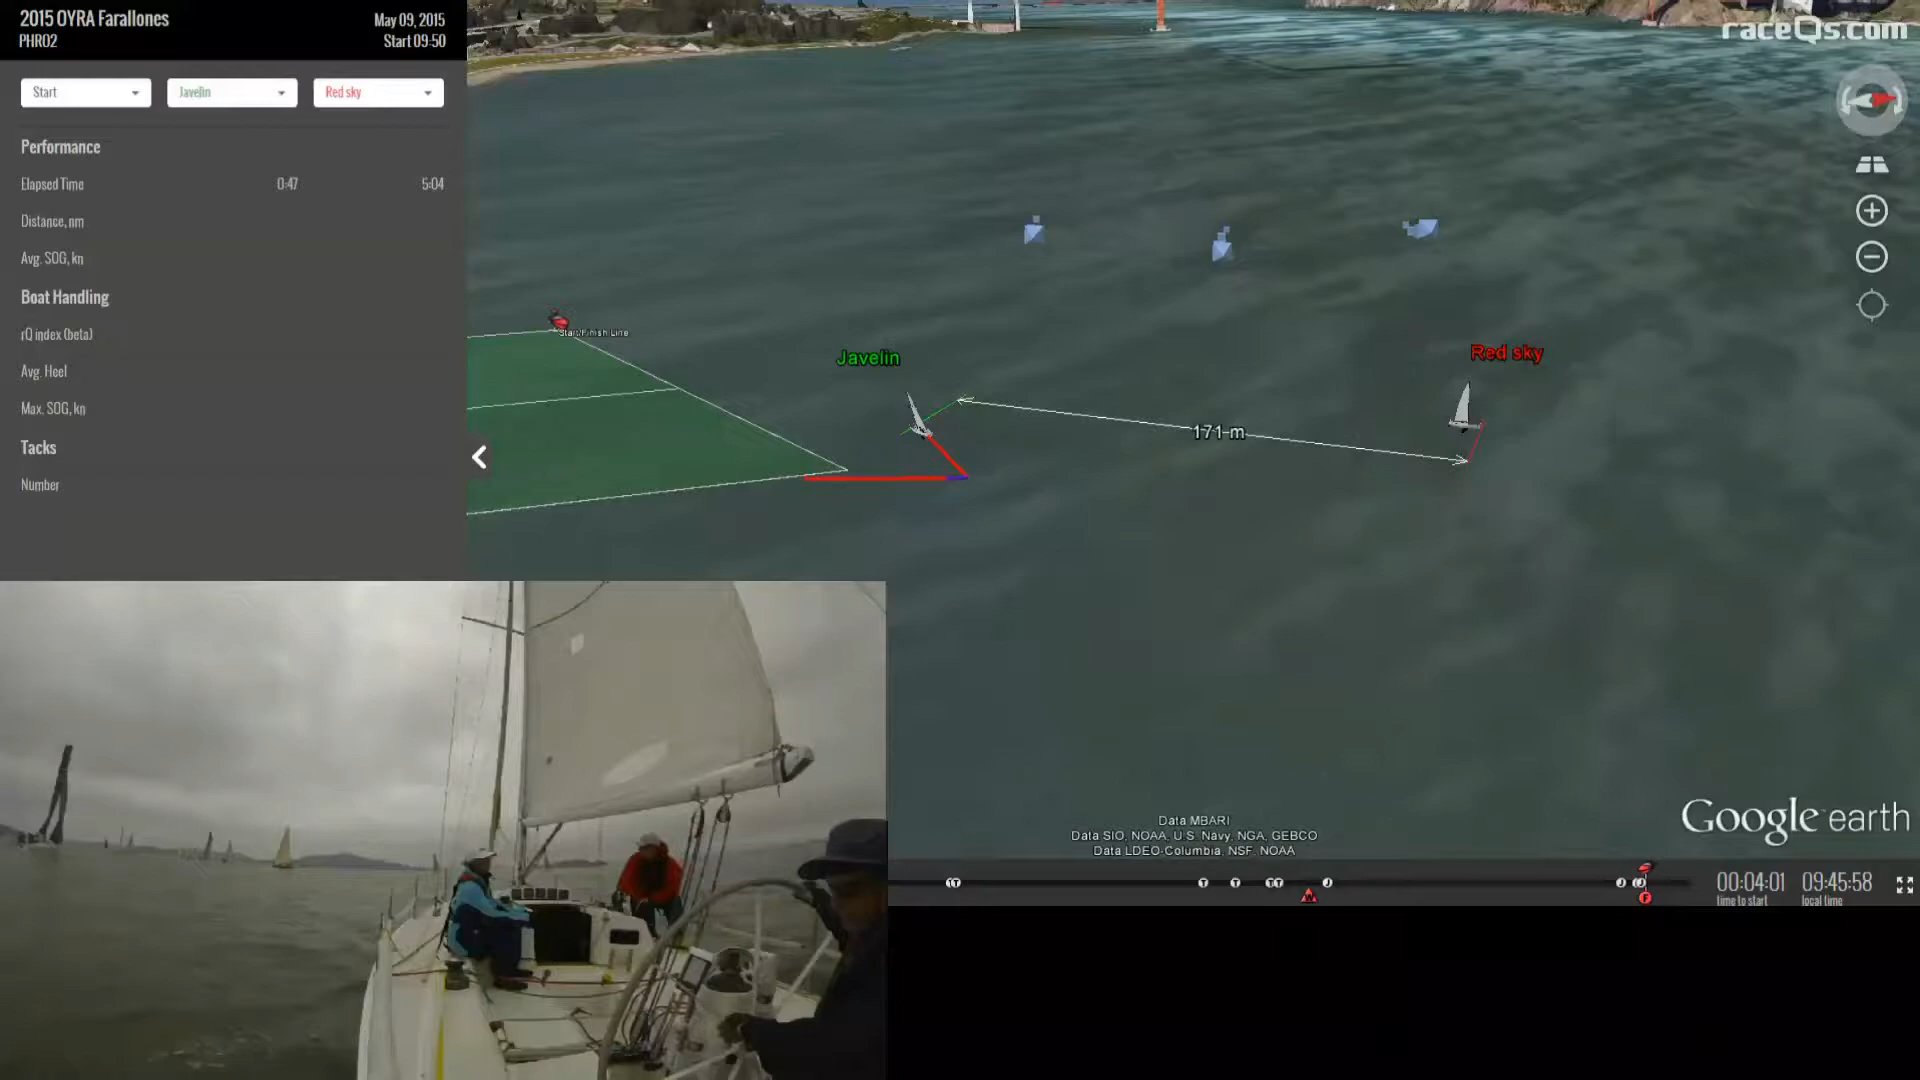 2015 OYRA Farallones
PHRO2
May 09, 2015
Start 09:50
Start
Javelin
Red sky
Performance
Elapsed Time 0:47 5:04
Distance, nm
Avg. SOG, kn
Boat Handling
rQ index (beta)
Avg. Heel
Max. SOG, kn
Tacks
Number
raceQs.com
Start/Finish Line
Javelin
Red sky
171 m
Google earth
Data MBARI
Data SIO, NOAA, U.S. Navy, NGA, GEBCO
Data LDEO-Columbia, NSF, NOAA
T T T T T T J J J
F
00:04:01 09:45:58
time to start local time